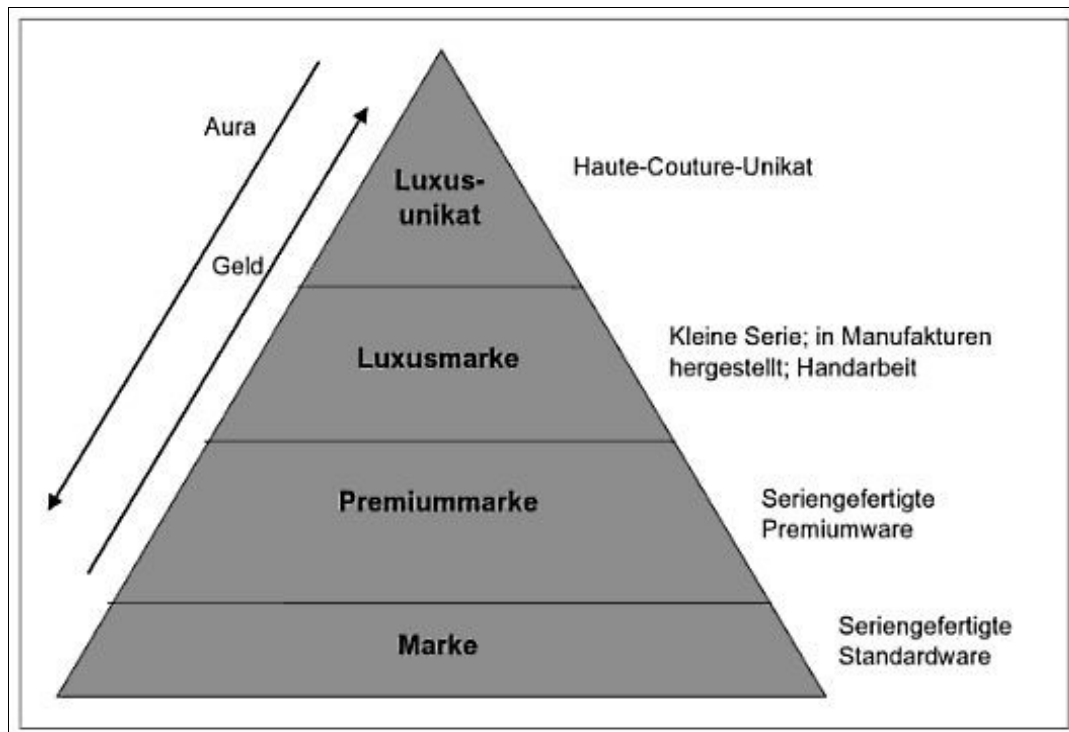 Aura
Geld
Luxus-
unikat
Haute-Couture-Unikat
Luxusmarke
Kleine Serie; in Manufakturen
hergestellt; Handarbeit
Premiummarke
Seriengefertigte
Premiumware
Marke
Seriengefertigte
Standardware